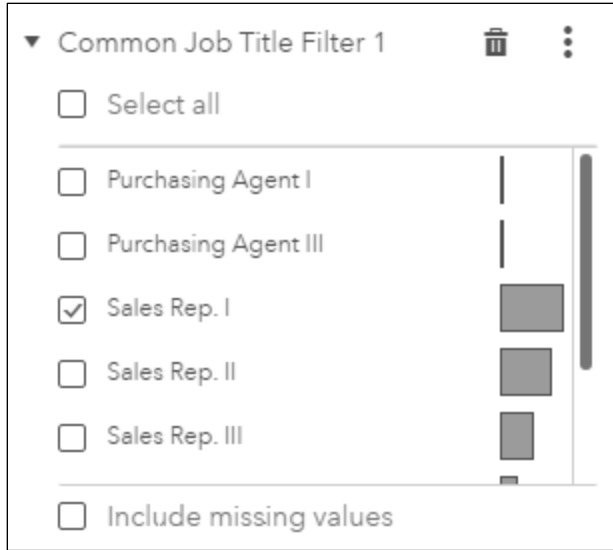 Common Job Title Filter 1
Select all
Purchasing Agent I
Purchasing Agent III
Sales Rep. I
Sales Rep. II
Sales Rep. III
Include missing values